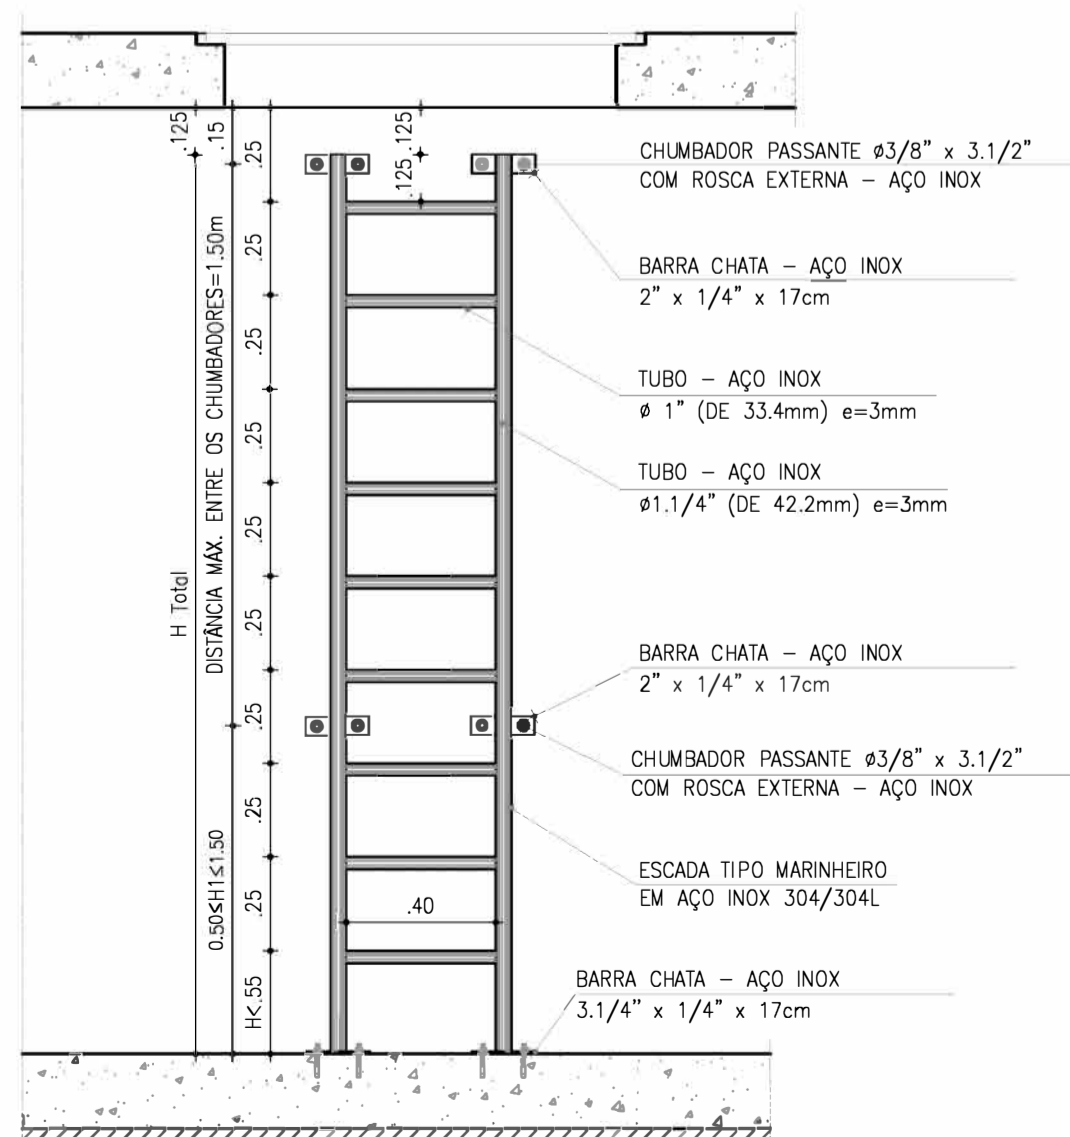 .125
.15
.25
.125
.125
CHUMBADOR PASSANTE ø3/8" x 3.1/2"
COM ROSCA EXTERNA – AÇO INOX
.25
BARRA CHATA – AÇO INOX
2" x 1/4" x 17cm
.25
TUBO – AÇO INOX
ø 1" (DE 33.4mm) e=3mm
.25
TUBO – AÇO INOX
ø1.1/4" (DE 42.2mm) e=3mm
.25
H Total
DISTÂNCIA MÁX. ENTRE OS CHUMBADORES=1.50m
.25
BARRA CHATA – AÇO INOX
2" x 1/4" x 17cm
.25
CHUMBADOR PASSANTE ø3/8" x 3.1/2"
COM ROSCA EXTERNA – AÇO INOX
.25
0.50≤H1≤1.50
ESCADA TIPO MARINHEIRO
EM AÇO INOX 304/304L
.25
.40
H<.55
BARRA CHATA – AÇO INOX
3.1/4" x 1/4" x 17cm